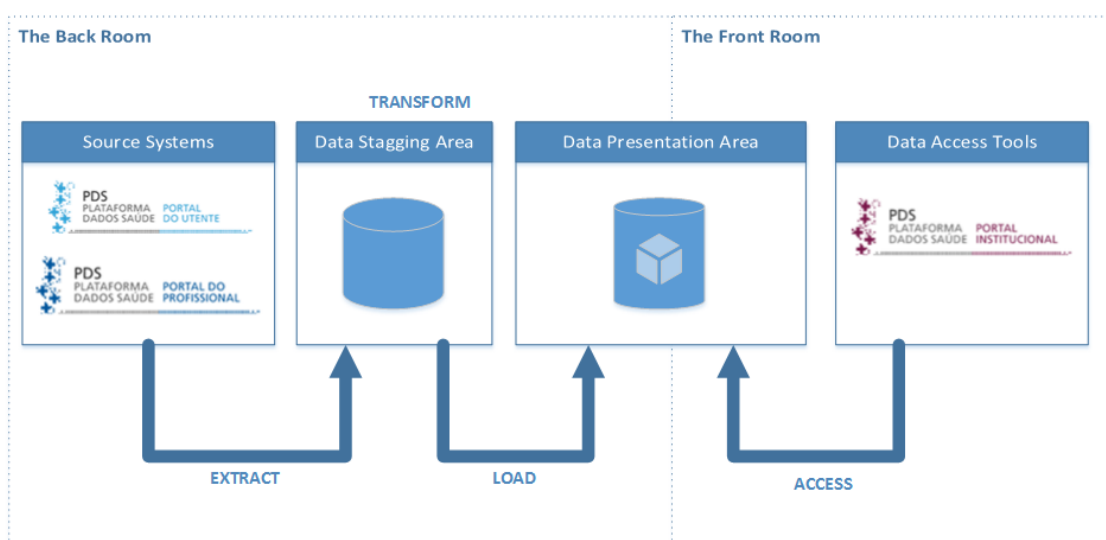 The Back Room
The Front Room
TRANSFORM
Source Systems
Data Stagging Area
Data Presentation Area
Data Access Tools
PDS
PLATAFORMA PORTAL
DADOS SAÚDE DO UTENTE
PDS
PLATAFORMA PORTAL DO
DADOS SAÚDE PROFISSIONAL
PDS
PLATAFORMA PORTAL
DADOS SAÚDE INSTITUCIONAL
EXTRACT
LOAD
ACCESS